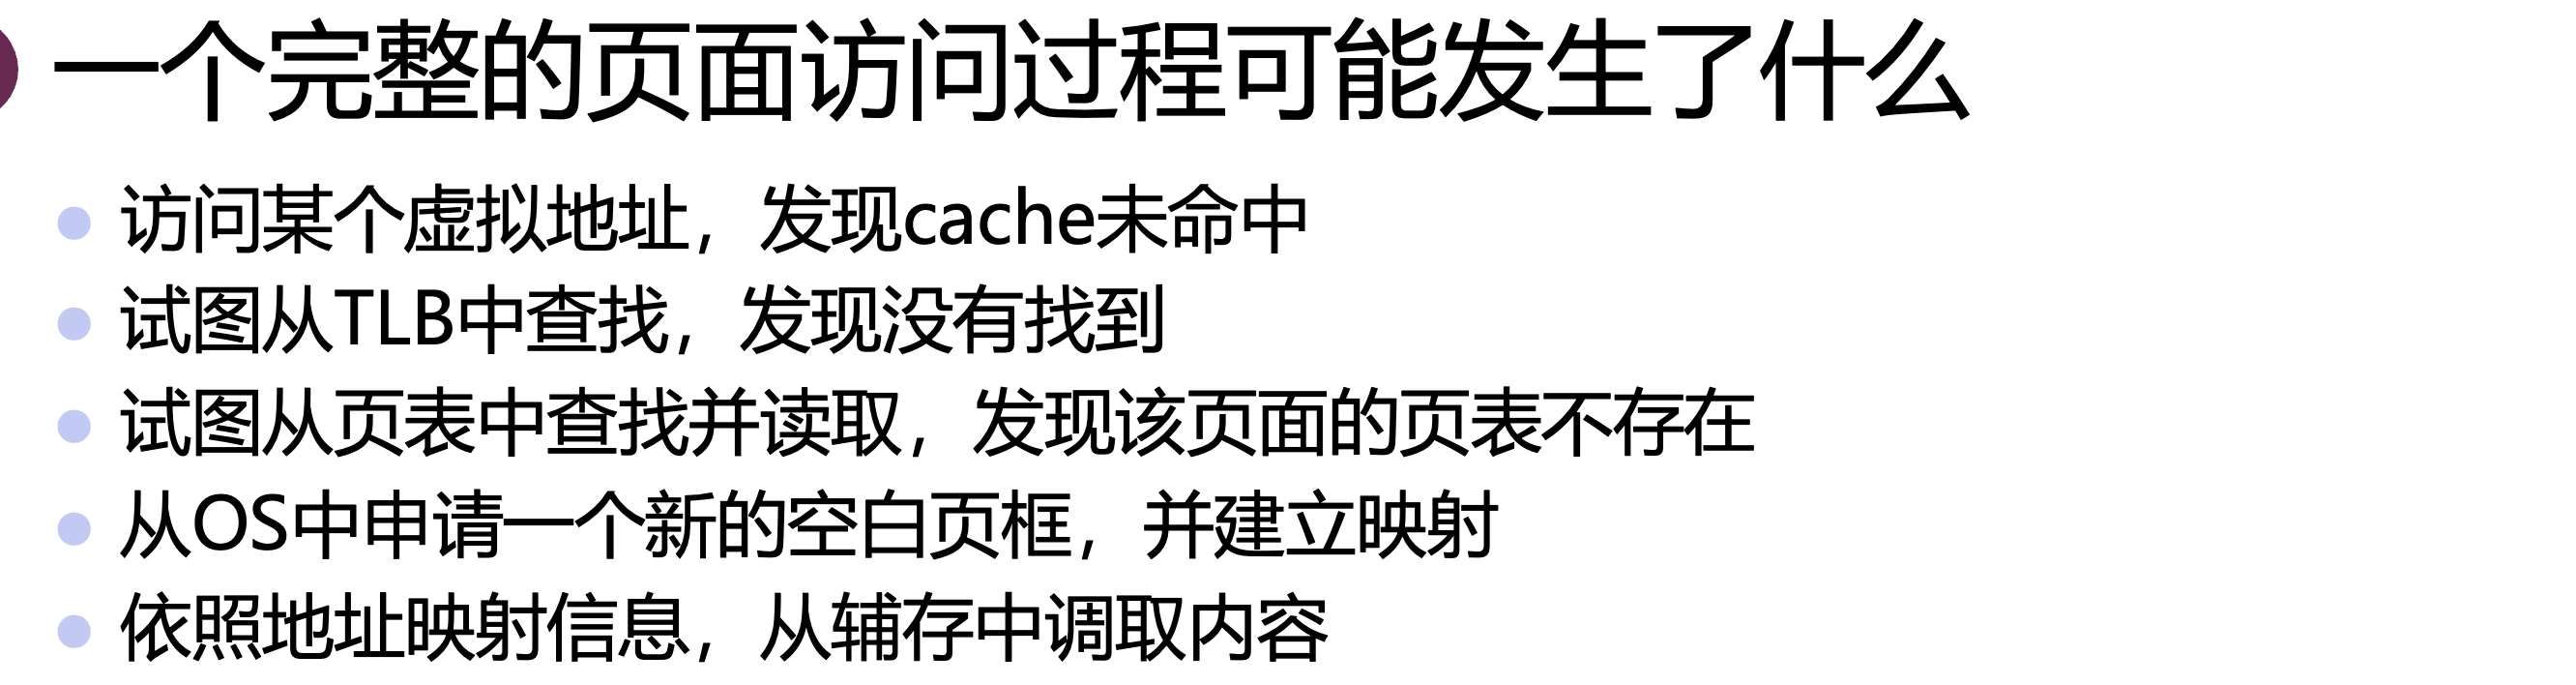 一个完整的页面访问过程可能发生了什么
访问某个虚拟地址，发现cache未命中
试图从TLB中查找，发现没有找到
试图从页表中查找并读取，发现该页面的页表不存在
从OS中申请一个新的空白页框，并建立映射
依照地址映射信息，从辅存中调取内容